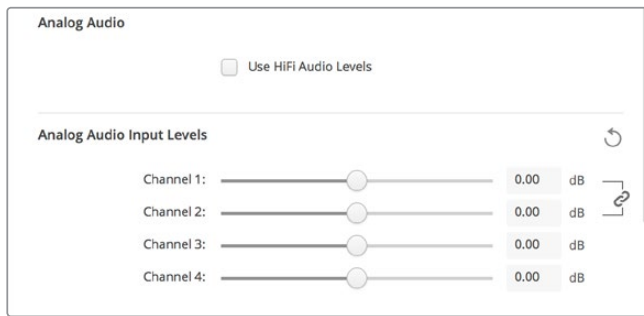 Analog Audio
Use HiFi Audio Levels
Analog Audio Input Levels
Channel 1: 0.00 dB
Channel 2: 0.00 dB
Channel 3: 0.00 dB
Channel 4: 0.00 dB